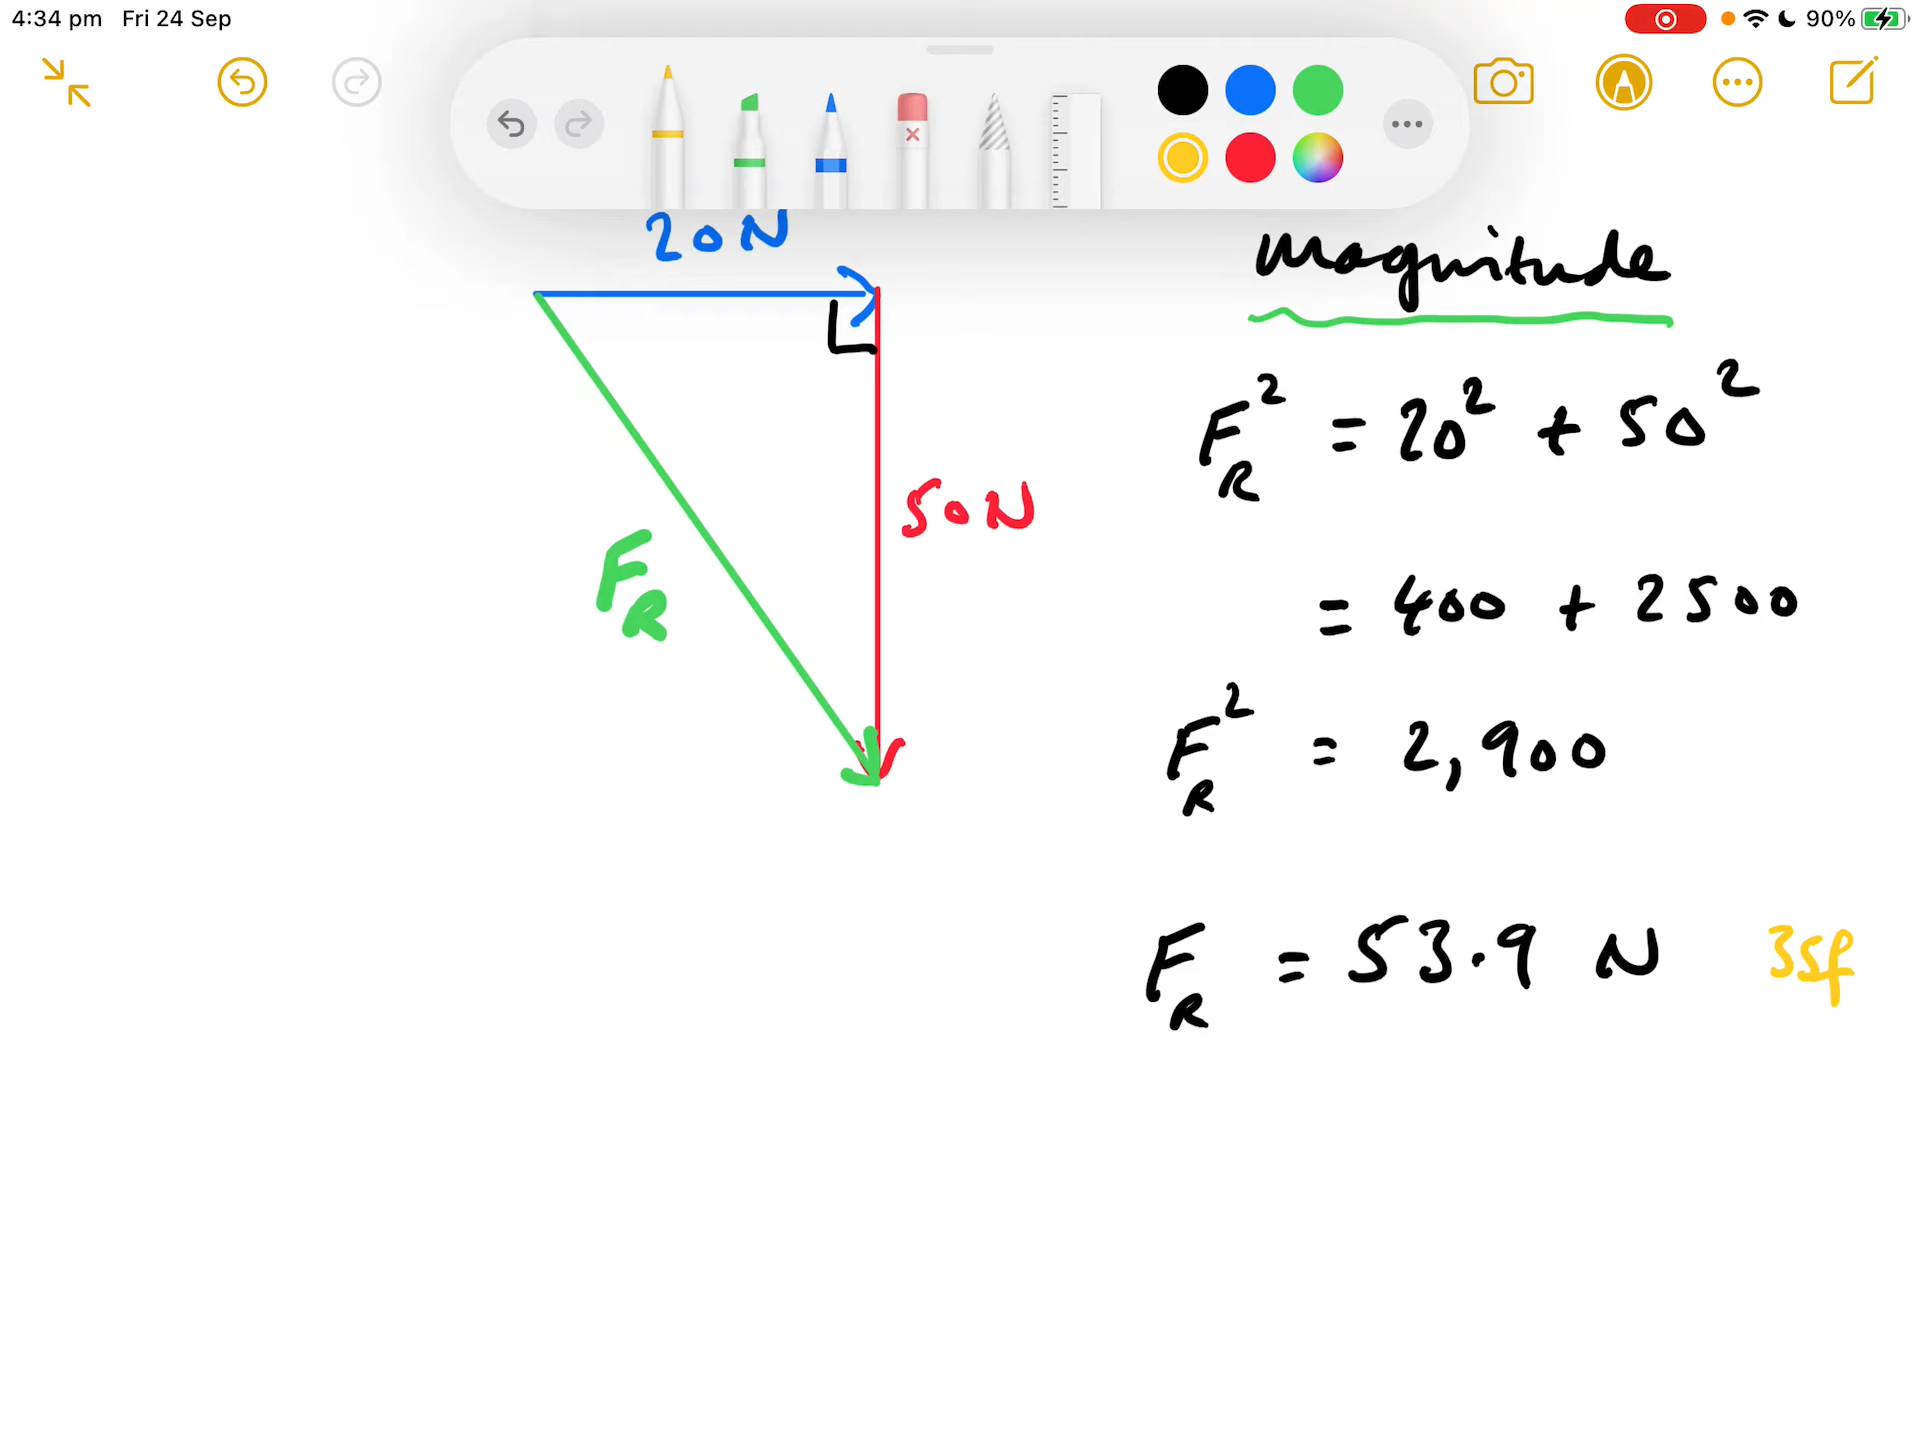 4:34 pm Fri 24 Sep
90%
20N
magnitude
F_R² = 20² + 50²
50N
F_R
= 400 + 2500
F_R² = 2,900
F_R = 53.9 N 3sf